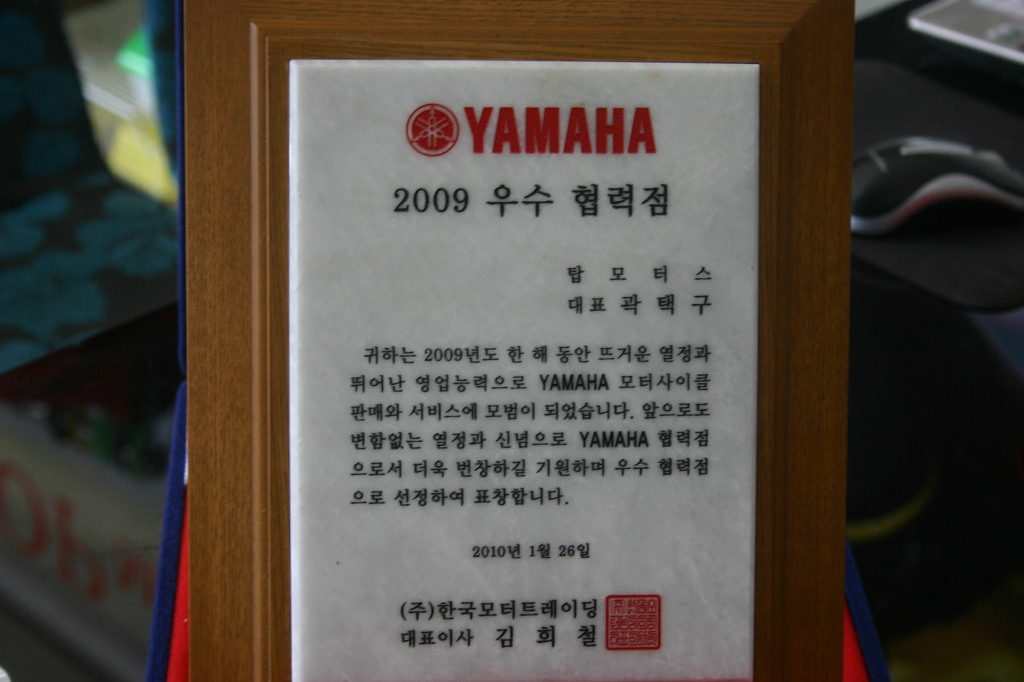 YAMAHA
2009 우수 협력점
탑 모 터 스
대표 곽 택 구
귀하는 2009년도 한 해 동안 뜨거운 열정과
뛰어난 영업능력으로 YAMAHA 모터사이클
판매와 서비스에 모범이 되었습니다. 앞으로도
변함없는 열정과 신념으로 YAMAHA 협력점
으로서 더욱 번창하길 기원하며 우수 협력점
으로 선정하여 표창합니다.
2010년 1월 26일
(주)한국모터트레이딩
대표이사 김 희 철